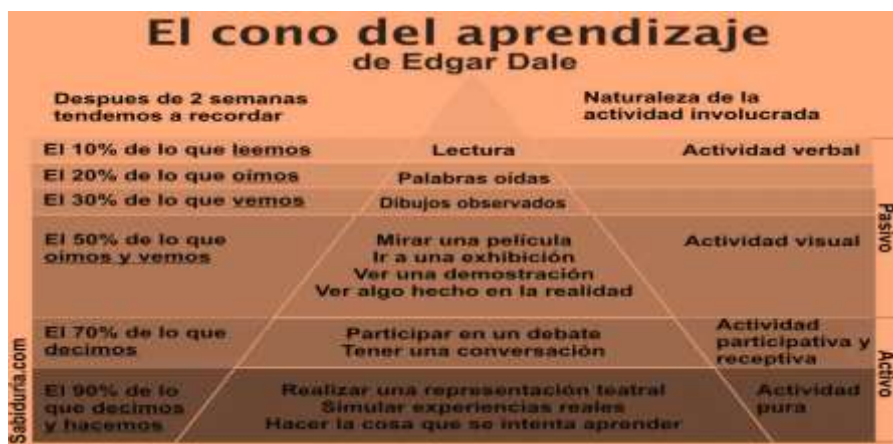 El cono del aprendizaje
de Edgar Dale
Despues de 2 semanas
tendemos a recordar
Naturaleza de la
actividad involucrada
El 10% de lo que leemos
Lectura
Actividad verbal
El 20% de lo que oimos
Palabras oidas
El 30% de lo que vemos
Dibujos observados
El 50% de lo que
oimos y vemos
Mirar una película
Ir a una exhibición
Ver una demostración
Ver algo hecho en la realidad
Actividad visual
Pasivo
El 70% de lo que
decimos
Participar en un debate
Tener una conversación
Actividad
participativa y
receptiva
El 90% de lo
que decimos
y hacemos
Realizar una representación teatral
Simular experiencias reales
Hacer la cosa que se intenta aprender
Actividad
pura
Activo
Sabiduria.com